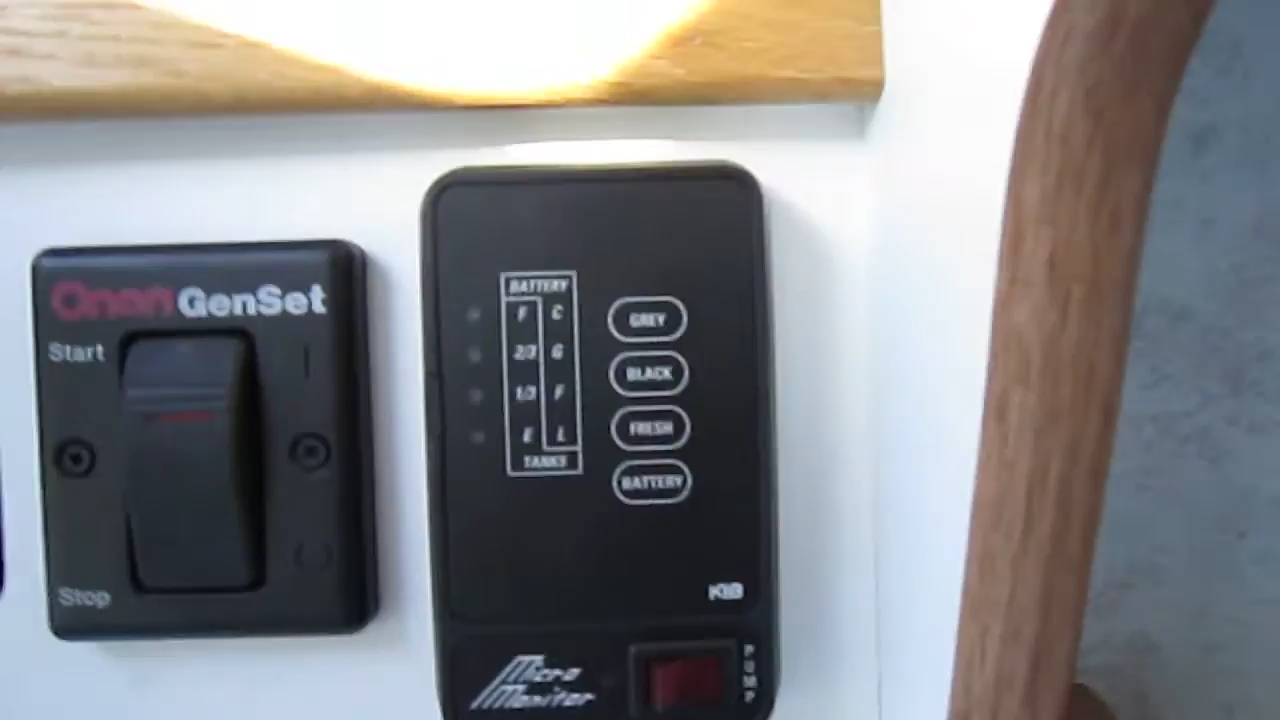 Onan GenSet
Start
Stop
BATTERY
F C
2/3 G
1/3 F
E L
TANKS
GREY
BLACK
FRESH
BATTERY
KIB
Micro
Monitor
PUMP